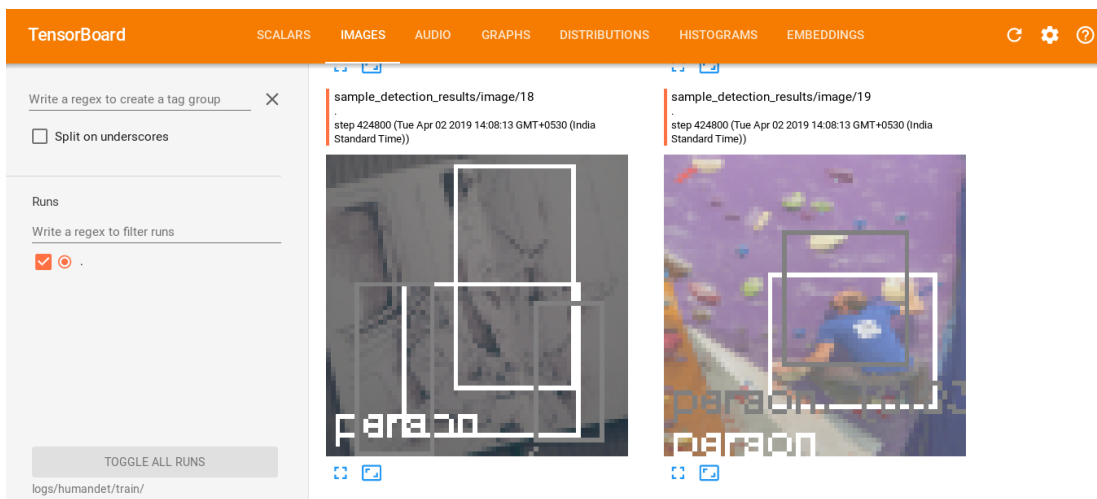 TensorBoard
SCALARS IMAGES AUDIO GRAPHS DISTRIBUTIONS HISTOGRAMS EMBEDDINGS
Write a regex to create a tag group
Split on underscores
Runs
Write a regex to filter runs
.
TOGGLE ALL RUNS
logs/humandet/train/
sample_detection_results/image/18
.
step 424800 (Tue Apr 02 2019 14:08:13 GMT+0530 (India
Standard Time))
person
sample_detection_results/image/19
.
step 424800 (Tue Apr 02 2019 14:08:13 GMT+0530 (India
Standard Time))
person
person